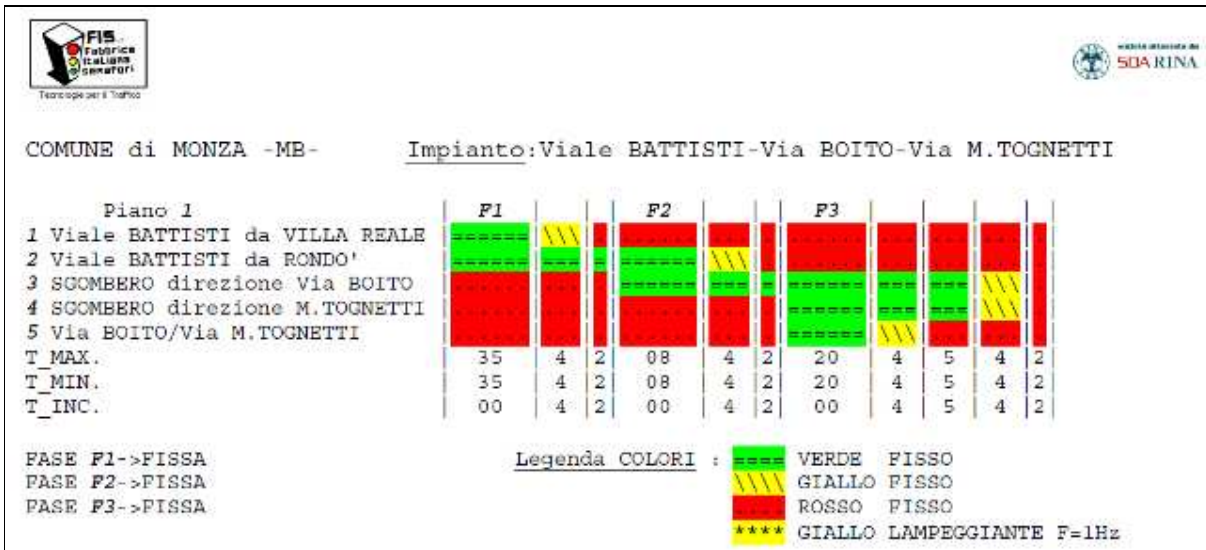 FIS
Fabbrica
Italiana
Semafori
Tecnologie per il Traffico
SOA RINA
COMUNE di MONZA -MB- Impianto:Viale BATTISTI-Via BOITO-Via M.TOGNETTI
Piano 1 | F1 | | | F2 | | | F3 | | | | |
1 Viale BATTISTI da VILLA REALE
2 Viale BATTISTI da RONDO'
3 SGOMBERO direzione Via BOITO
4 SGOMBERO direzione M.TOGNETTI
5 Via BOITO/Via M.TOGNETTI
T_MAX. | 35 | 4 |2| 08 | 4 |2| 20 | 4 | 5 | 4 |2|
T_MIN. | 35 | 4 |2| 08 | 4 |2| 20 | 4 | 5 | 4 |2|
T_INC. | 00 | 4 |2| 00 | 4 |2| 00 | 4 | 5 | 4 |2|
FASE F1->FISSA Legenda COLORI : ==== VERDE FISSO
FASE F2->FISSA \\\\ GIALLO FISSO
FASE F3->FISSA .... ROSSO FISSO
**** GIALLO LAMPEGGIANTE F=1Hz